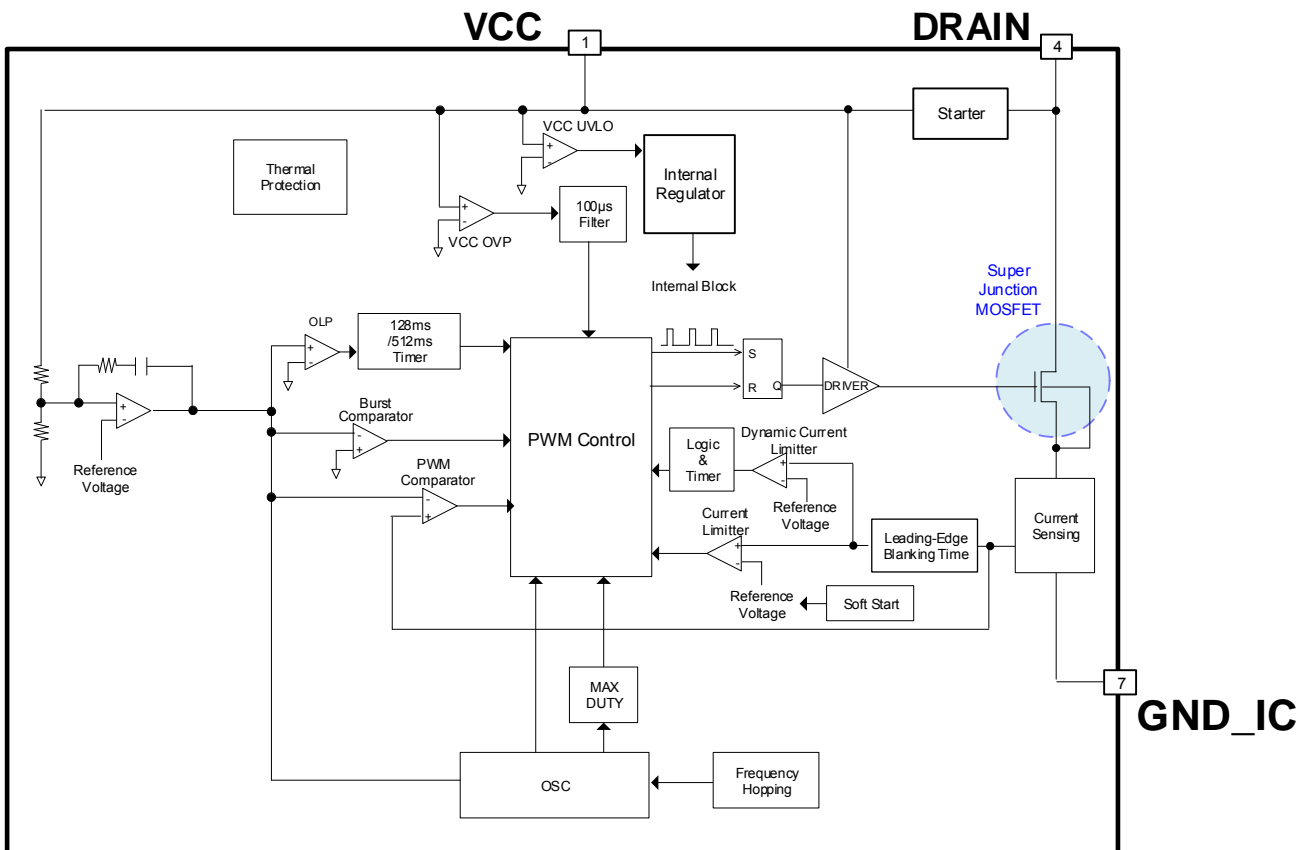 VCC
DRAIN
1
4
Starter
VCC UVLO
+
-
Thermal
Protection
Internal
Regulator
+
-
100µs
Filter
VCC OVP
Internal Block
Super
Junction
MOSFET
OLP
+
-
128ms
/512ms
Timer
S
R
Q
DRIVER
Burst
Comparator
-
+
+
-
Reference
Voltage
PWM Control
PWM
Comparator
-
+
Logic
&
Timer
Dynamic Current
Limitter
+
-
Reference
Voltage
Current
Limitter
+
-
Leading-Edge
Blanking Time
Current
Sensing
Reference
Voltage
Soft Start
7
GND_IC
MAX
DUTY
OSC
Frequency
Hopping